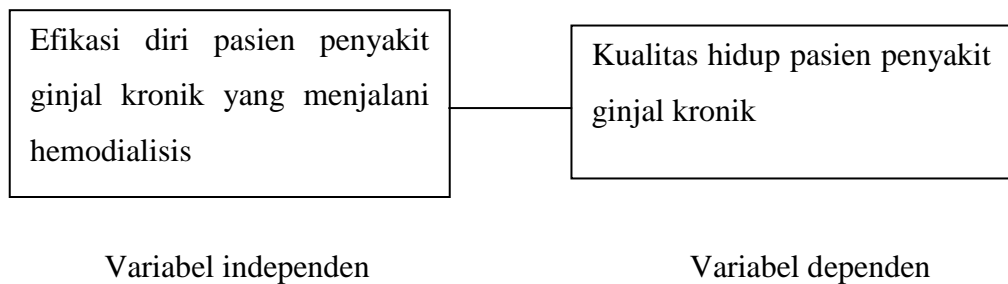 Efikasi diri pasien penyakit
ginjal kronik yang menjalani
hemodialisis
Kualitas hidup pasien penyakit
ginjal kronik
Variabel independen
Variabel dependen